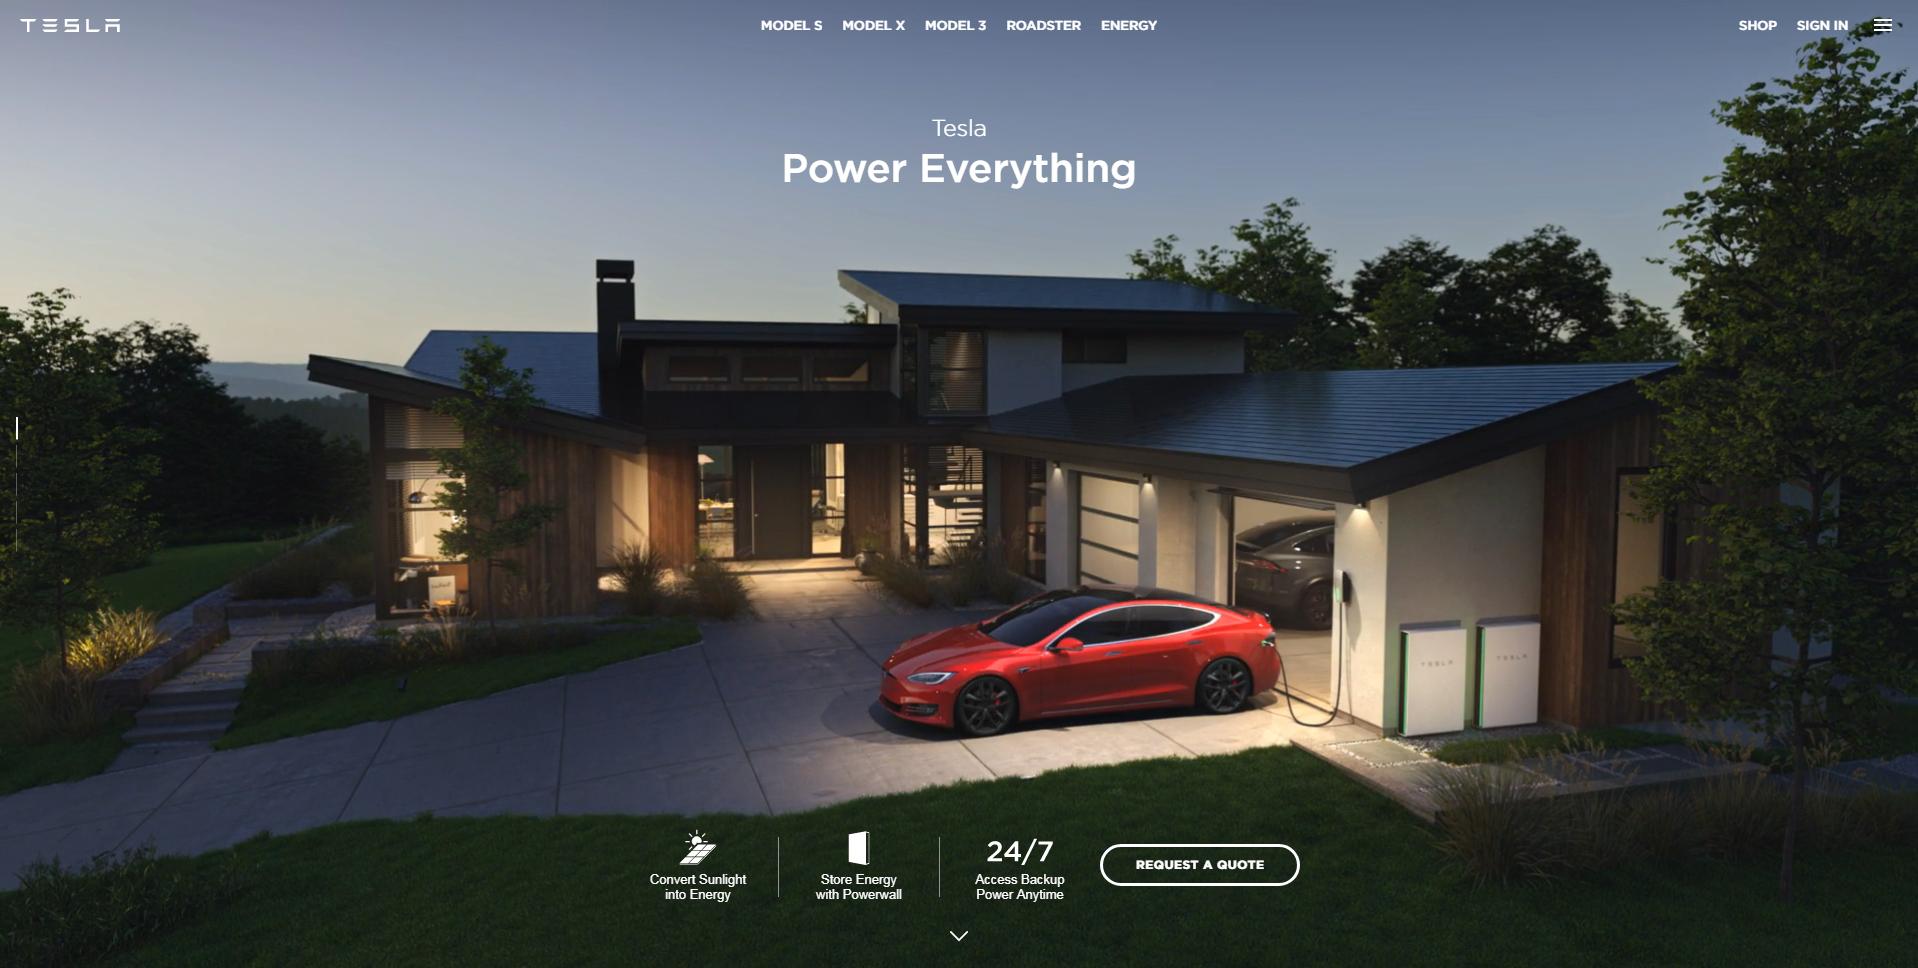 TESLA
MODEL S
MODEL X
MODEL 3
ROADSTER
ENERGY
SHOP
SIGN IN
Tesla
Power Everything
TESLA
TESLA
Convert Sunlight
into Energy
Store Energy
with Powerwall
24/7
Access Backup
Power Anytime
REQUEST A QUOTE